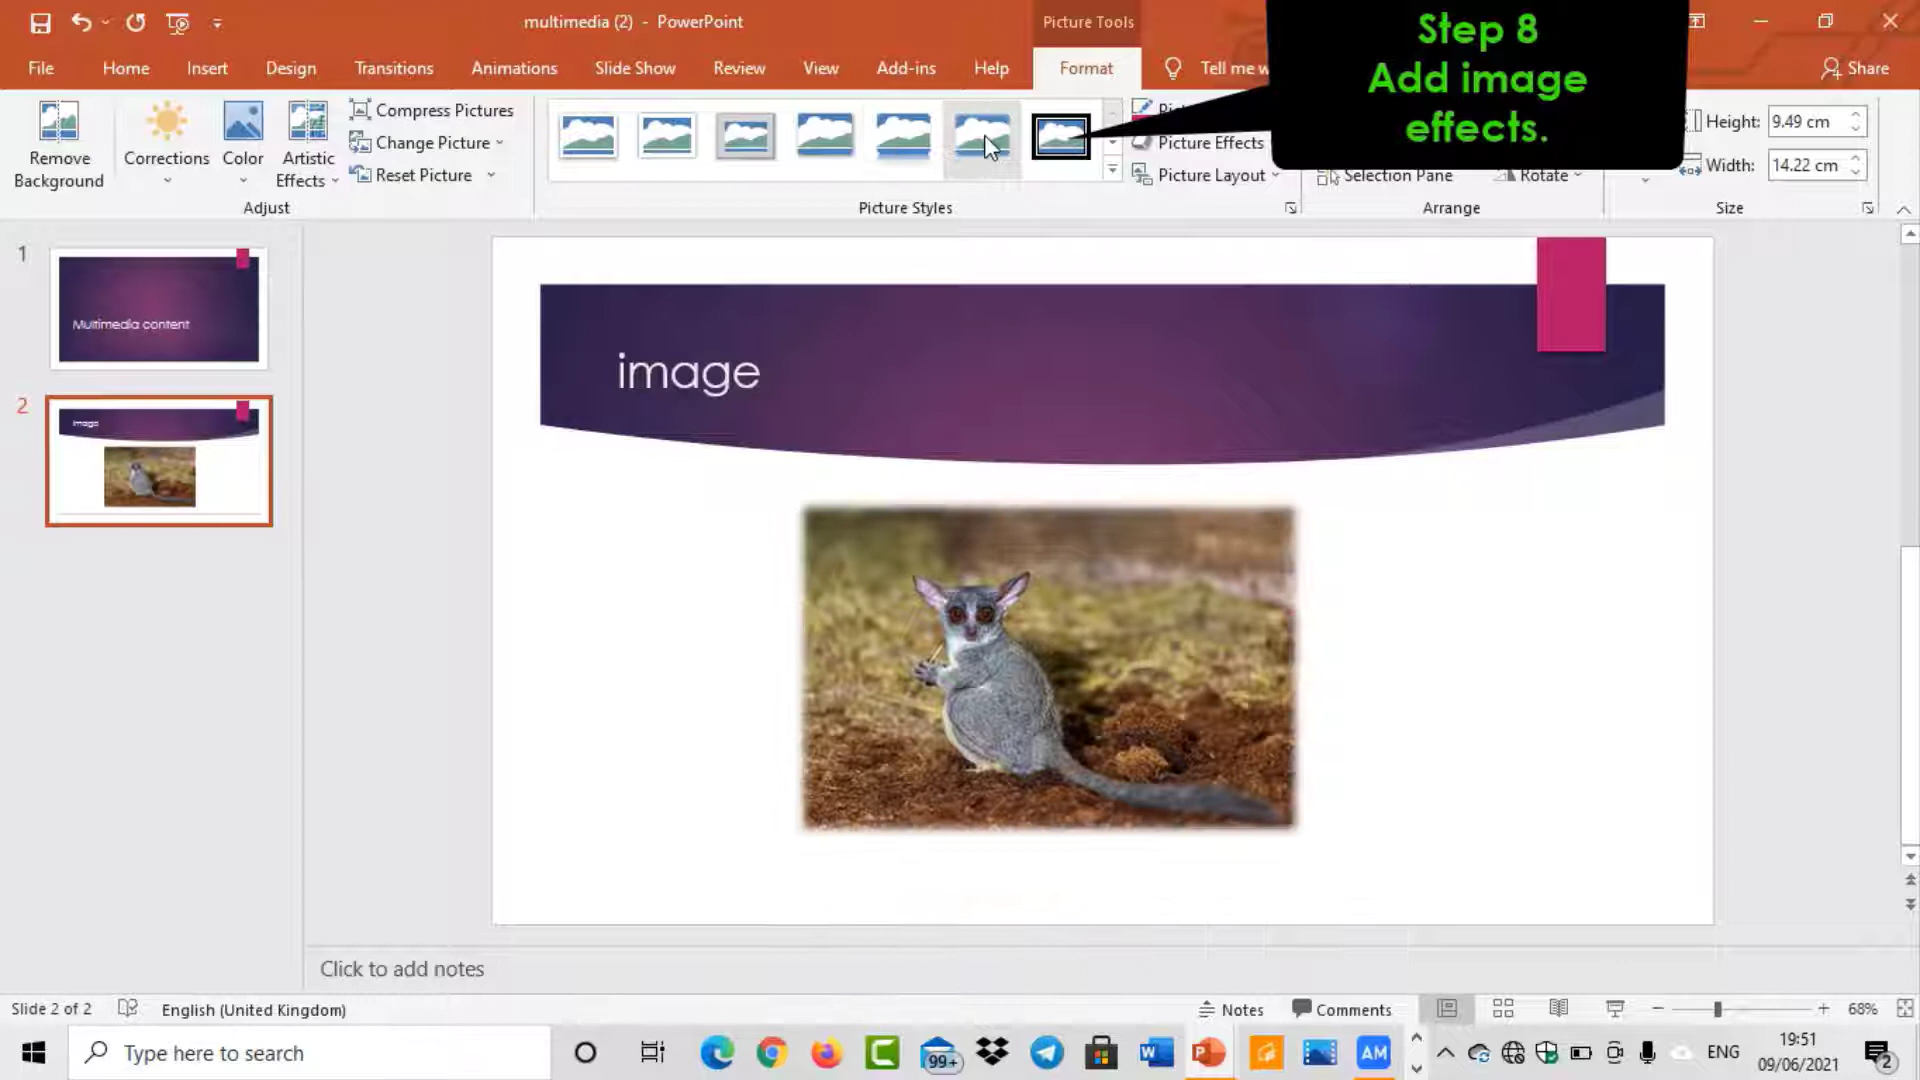 multimedia (2) - PowerPoint
Picture Tools
Step 8
Add image
effects.
File Home Insert Design Transitions Animations Slide Show Review View Add-ins Help Format Tell me w Share
Remove
Background
Corrections
Color
Artistic
Effects
Compress Pictures
Change Picture
Reset Picture
Adjust
Picture Effects
Picture Layout
Picture Styles
Selection Pane
Rotate
Arrange
Height: 9.49 cm
Width: 14.22 cm
Size
1
Multimedia content
2
image
image
Click to add notes
Slide 2 of 2 English (United Kingdom) Notes Comments 68%
Type here to search
99+
AM
ENG
19:51
09/06/2021
2